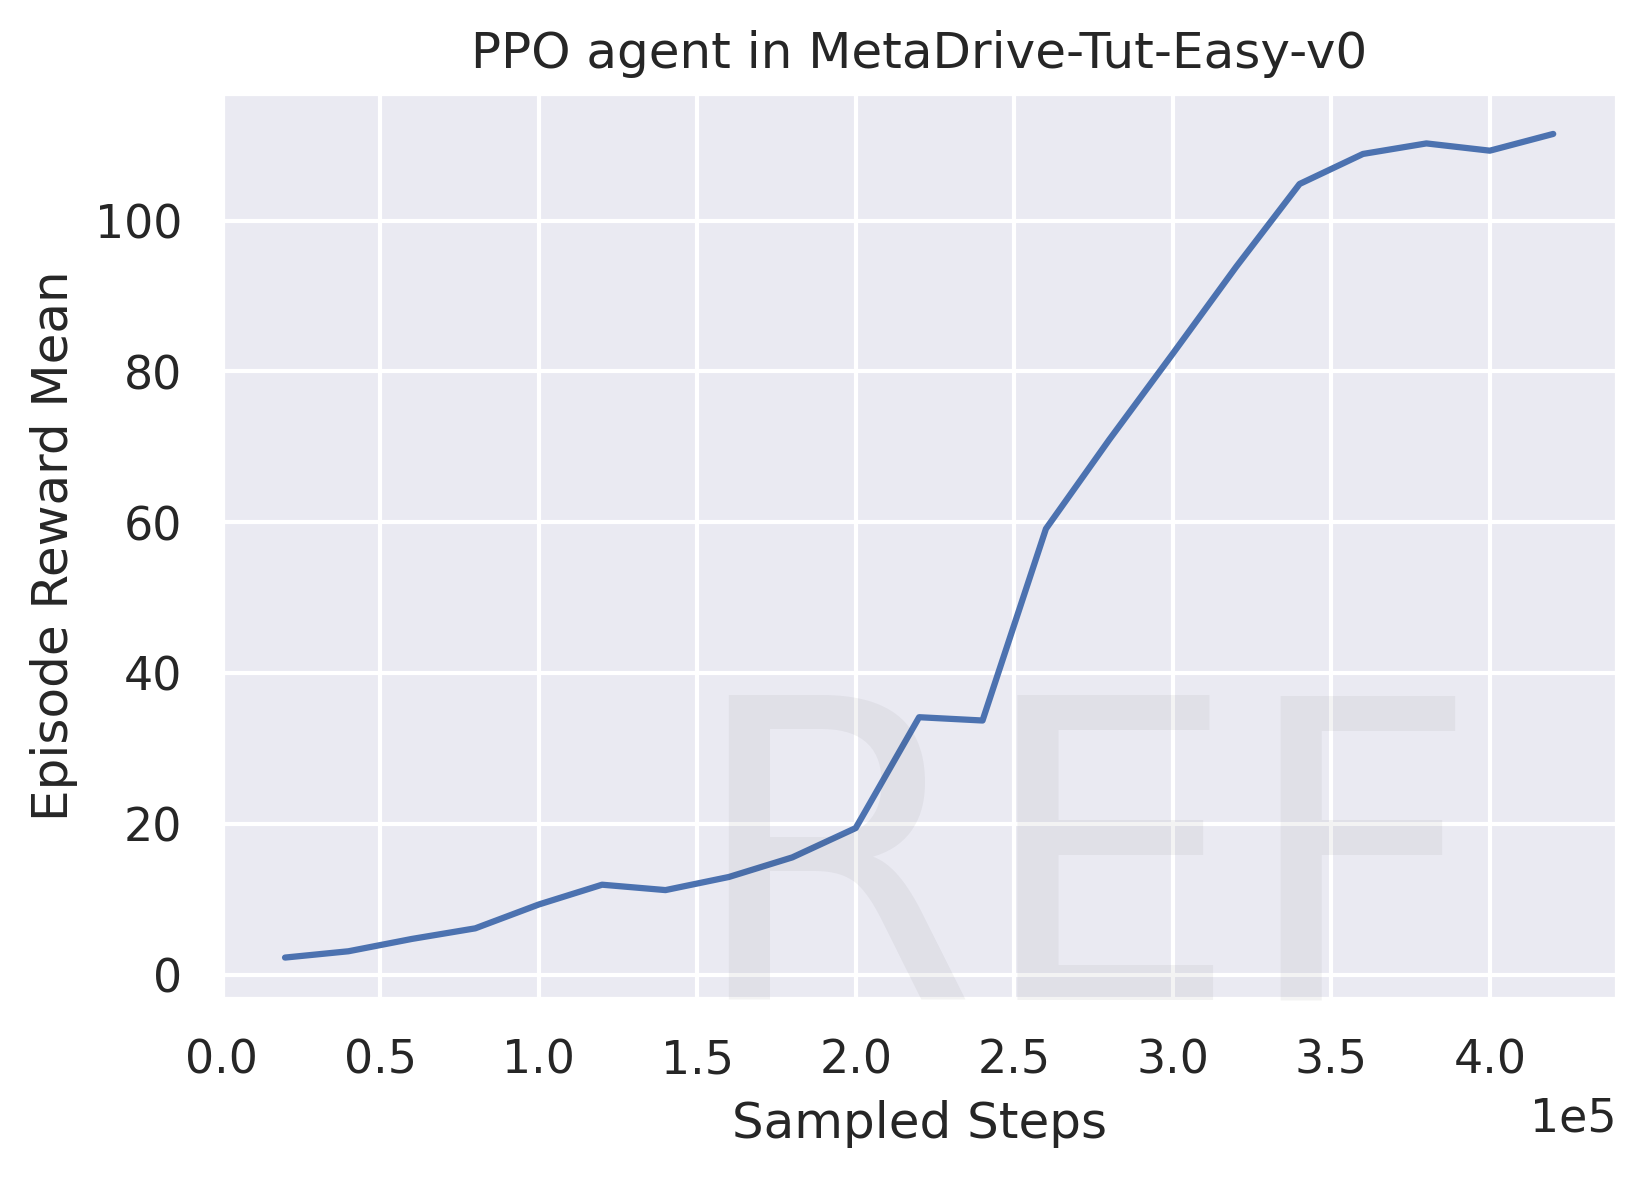 PPO agent in MetaDrive-Tut-Easy-v0
Episode Reward Mean
100
80
60
40
20
0
REF
0.0 0.5 1.0 1.5 2.0 2.5 3.0 3.5 4.0
1e5
Sampled Steps